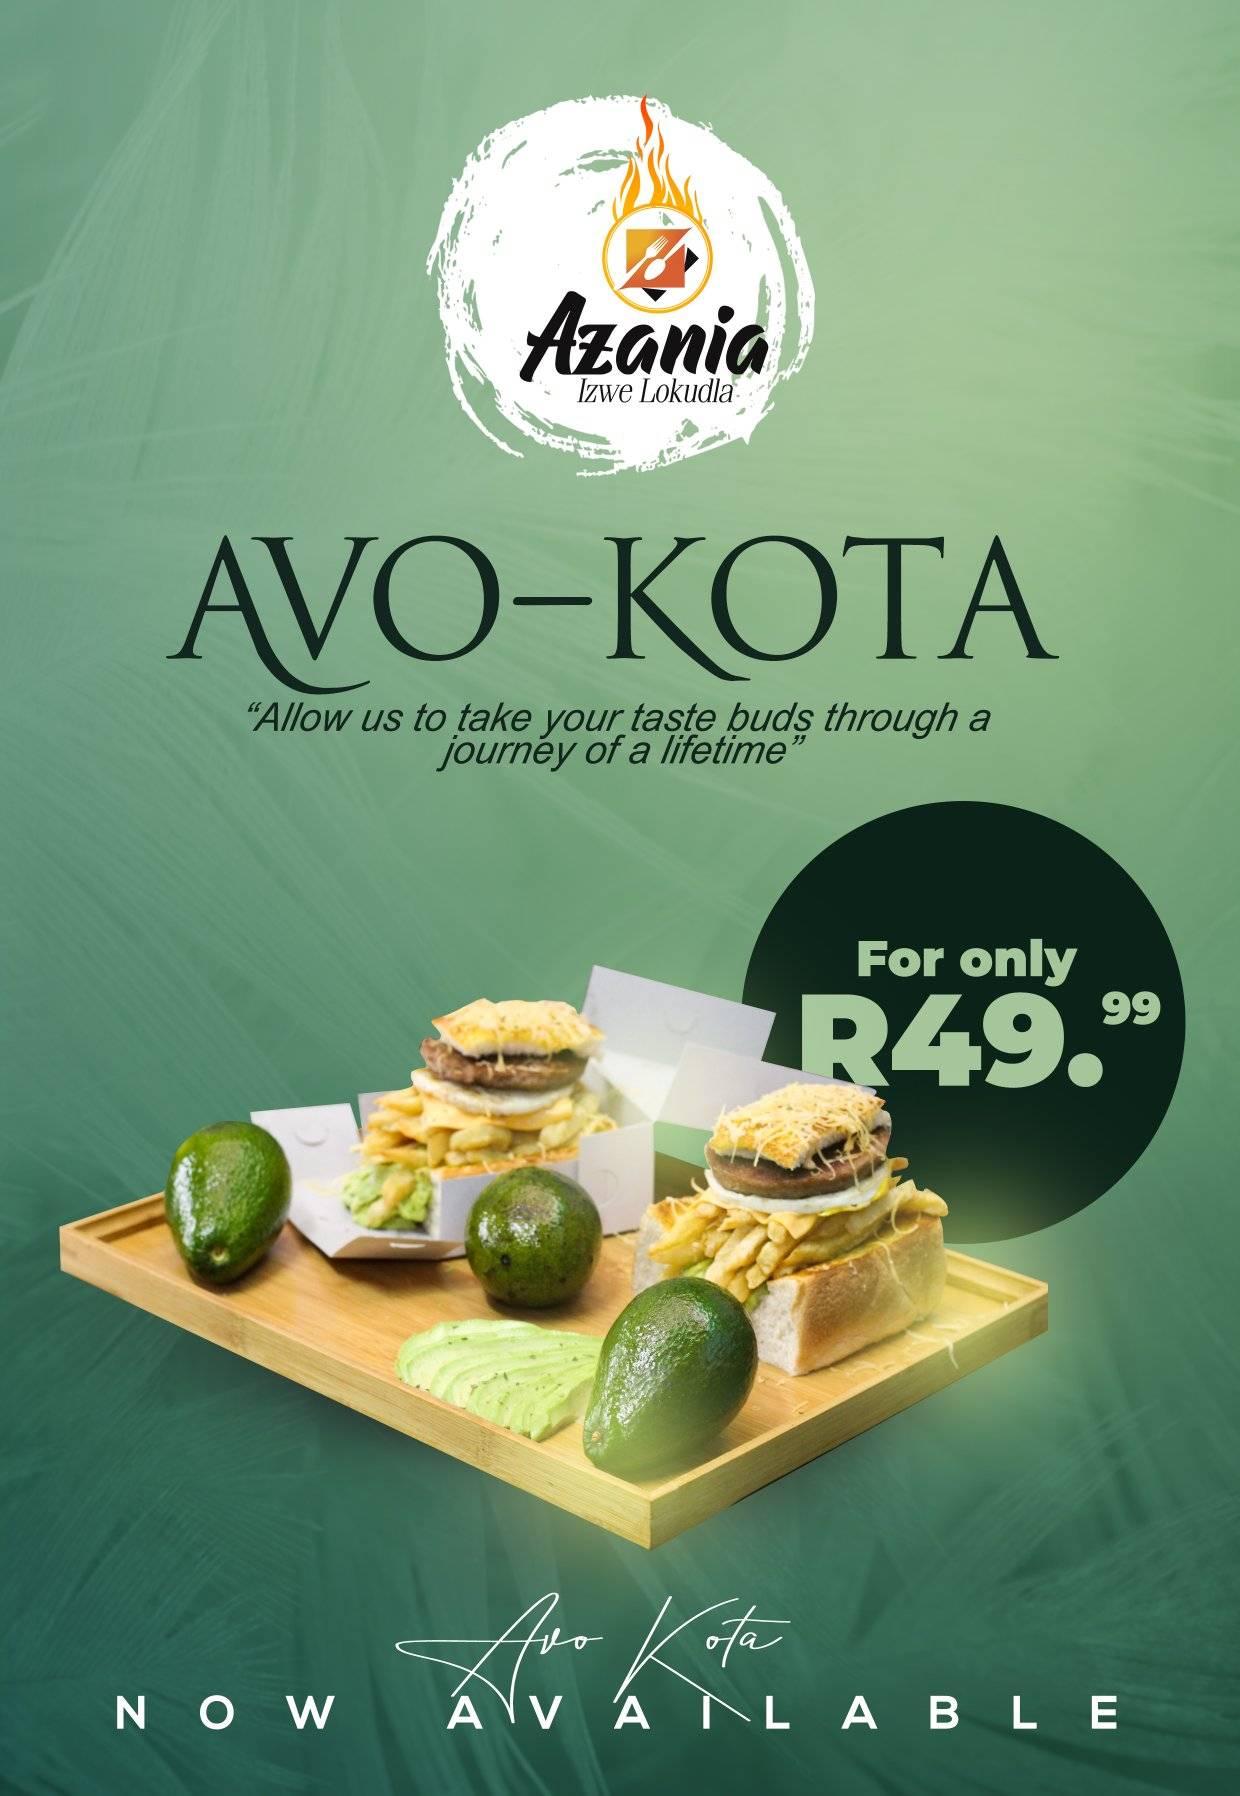 Azania
Izwe Lokudla
AVO-KOTA
“Allow us to take your taste buds through a
journey of a lifetime”
For only
R49.99
Avo Kota
NOW AVAILABLE